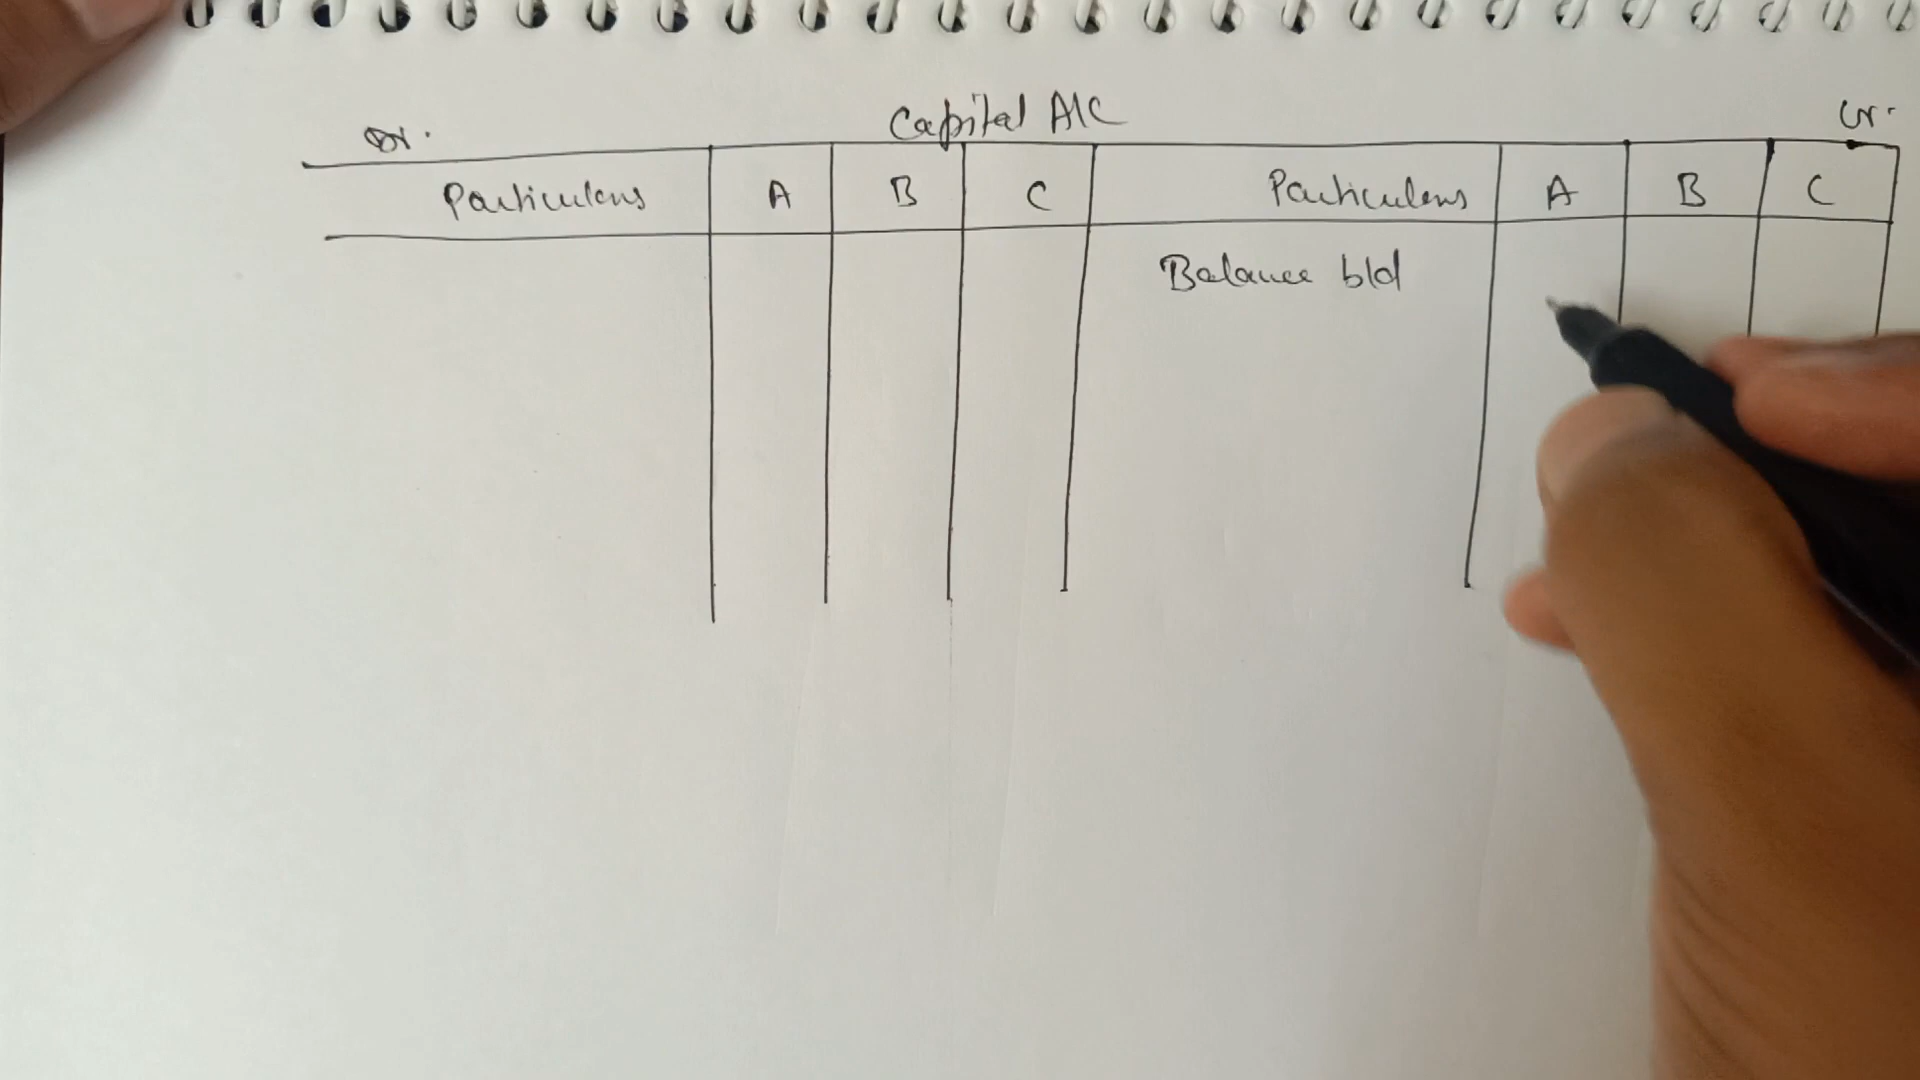 Dr. Capital A/C Cr.
Particulars A B C Particulars A B C
Balance b/d